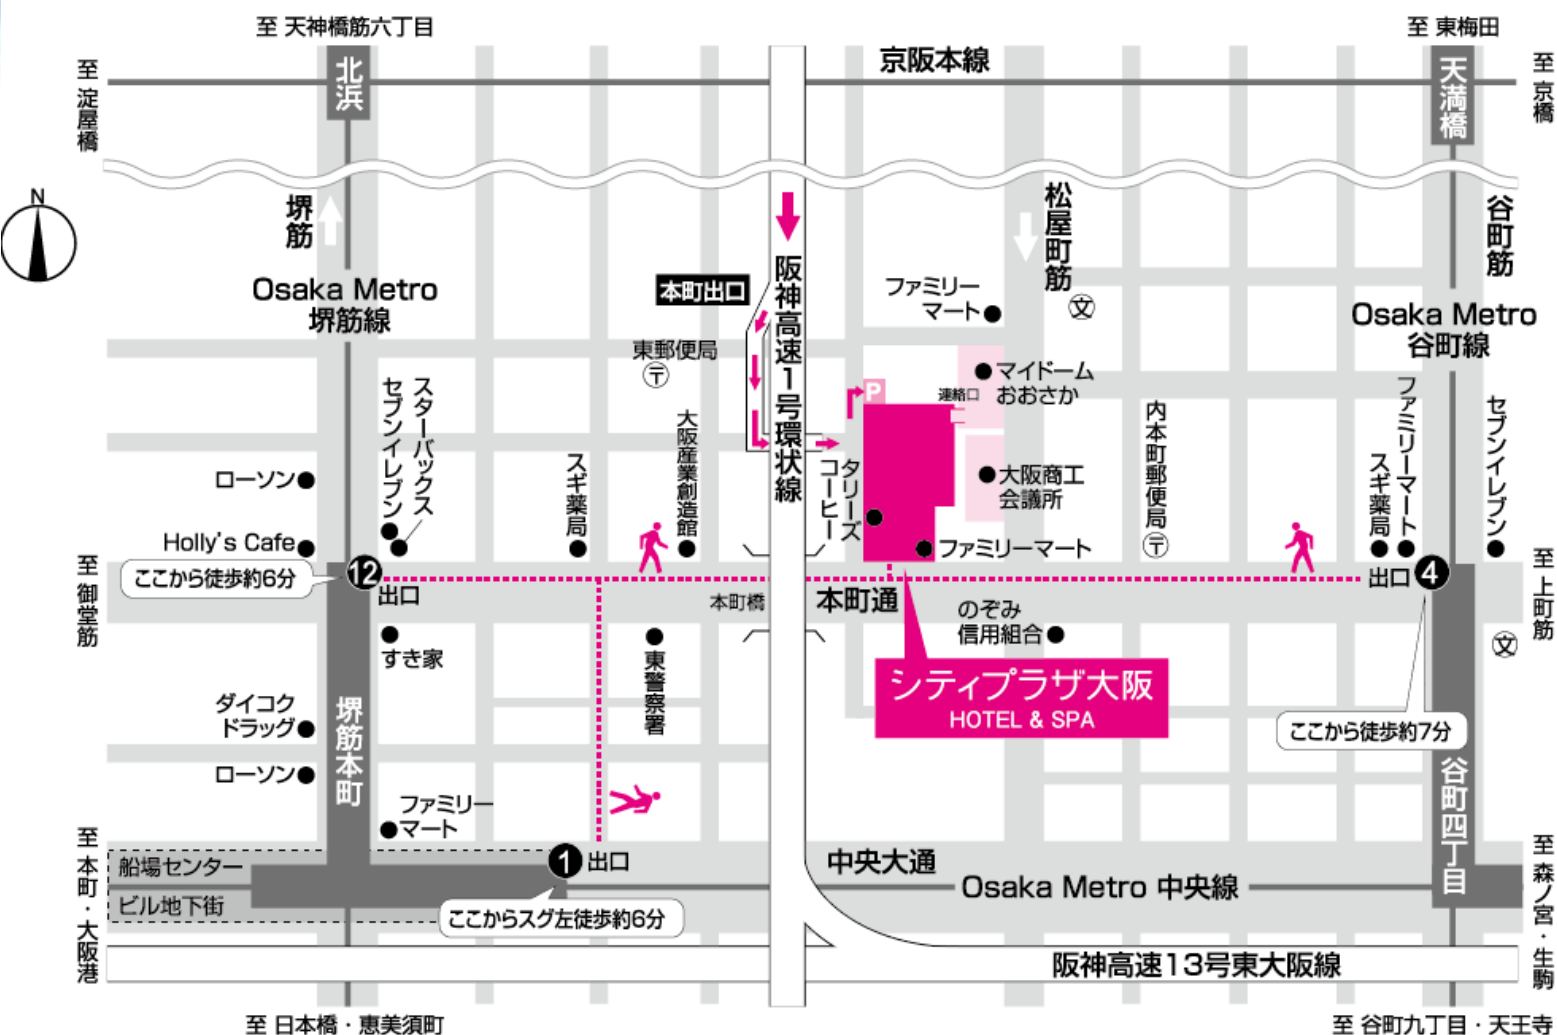 至 天神橋筋六丁目
至 東梅田
至 淀屋橋
北浜
京阪本線
天満橋
至 京橋
N
堺筋
松屋町筋
谷町筋
Osaka Metro
堺筋線
本町出口
阪神高速1号環状線
ファミリー
マート
文
Osaka Metro
谷町線
東郵便局
〒
マイドーム
おおさか
連絡口
P
セブンイレブン
スターバックス
大阪産業創造館
内本町郵便局
〒
ファミリーマート
セブンイレブン
ローソン
スギ薬局
タリーズ
コーヒー
大阪商工
会議所
スギ薬局
Holly's Cafe
ファミリーマート
至 御堂筋
ここから徒歩約6分
12
出口
本町橋
本町通
のぞみ
信用組合
出口
4
至 上町筋
文
すき家
東警察署
シティプラザ大阪
HOTEL & SPA
ダイコク
ドラッグ
堺筋本町
ここから徒歩約7分
ローソン
谷町四丁目
ファミリー
マート
至 本町・大阪港
船場センター
ビル地下街
1
出口
中央大通
Osaka Metro 中央線
至 森ノ宮・生駒
ここからスグ左徒歩約6分
阪神高速13号東大阪線
至 日本橋・恵美須町
至 谷町九丁目・天王寺